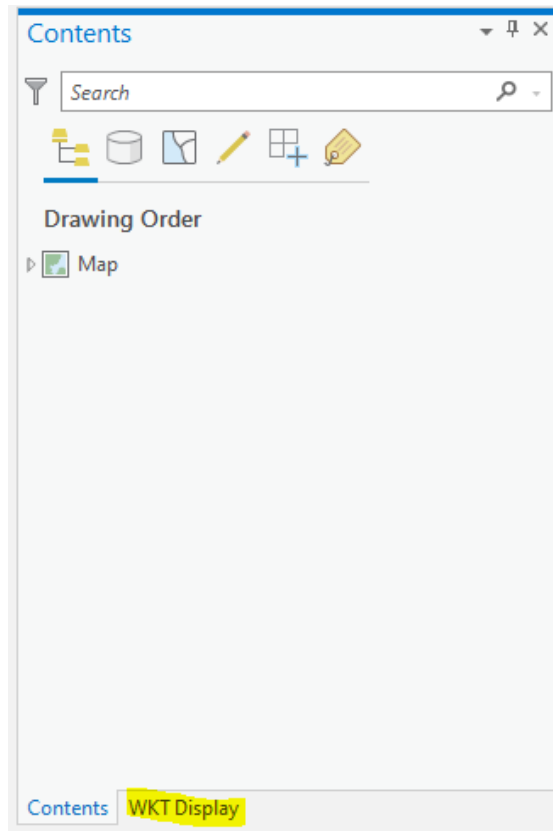 Contents
Search
Drawing Order
Map
Contents WKT Display